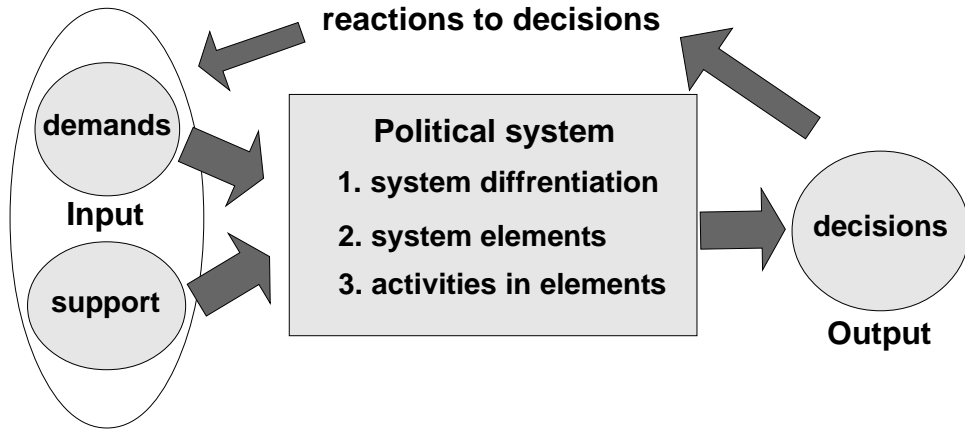 reactions to decisions
demands
Input
support
Political system
1. system diffrentiation
2. system elements
3. activities in elements
decisions
Output